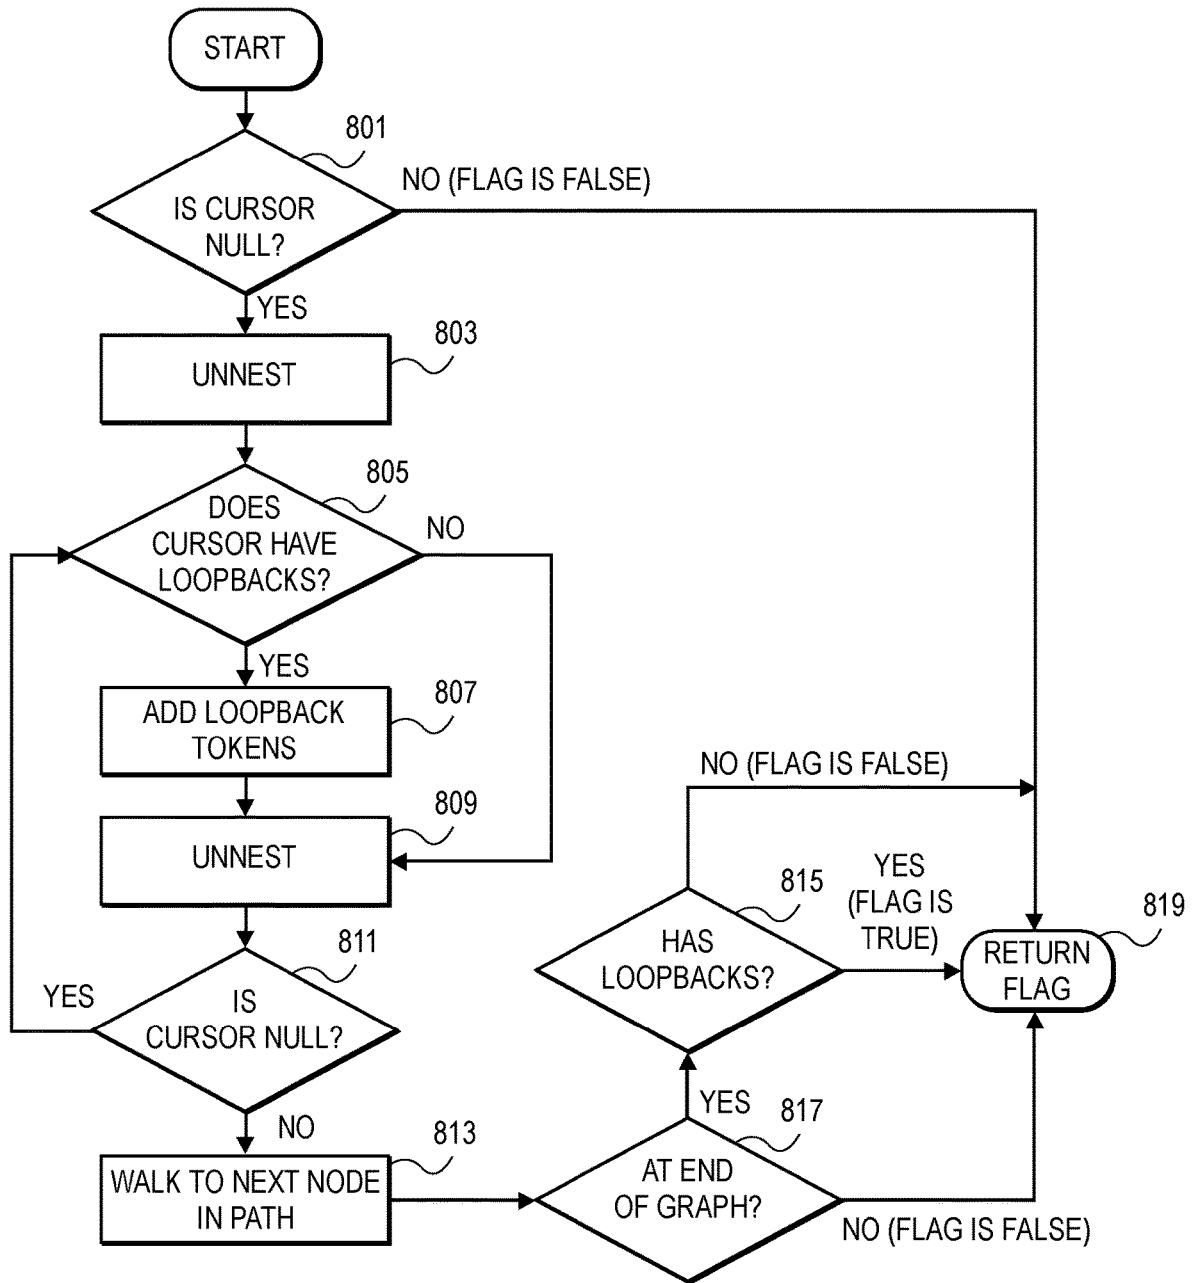 START
801
NO (FLAG IS FALSE)
IS CURSOR
NULL?
YES
803
UNNEST
805
DOES
CURSOR HAVE
LOOPBACKS?
NO
YES
807
ADD LOOPBACK
TOKENS
NO (FLAG IS FALSE)
809
UNNEST
815
YES
(FLAG IS
TRUE)
819
HAS
LOOPBACKS?
RETURN
FLAG
811
YES
IS
CURSOR NULL?
NO
YES
813
817
WALK TO NEXT NODE
IN PATH
AT END
OF GRAPH?
NO (FLAG IS FALSE)